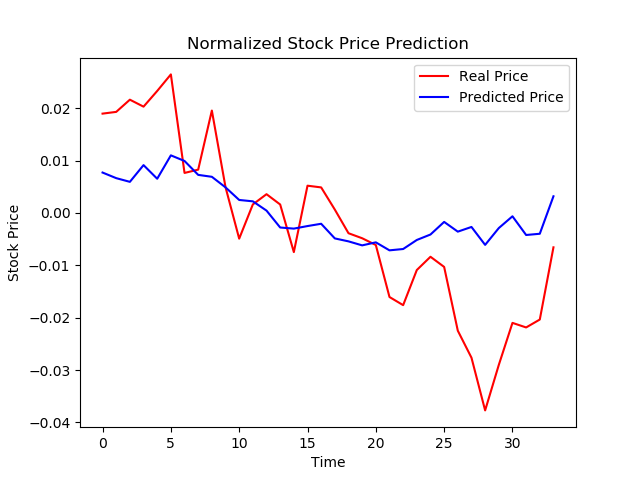 Normalized Stock Price Prediction
Real Price
Predicted Price
Stock Price
0.02
0.01
0.00
−0.01
−0.02
−0.03
−0.04
0 5 10 15 20 25 30
Time